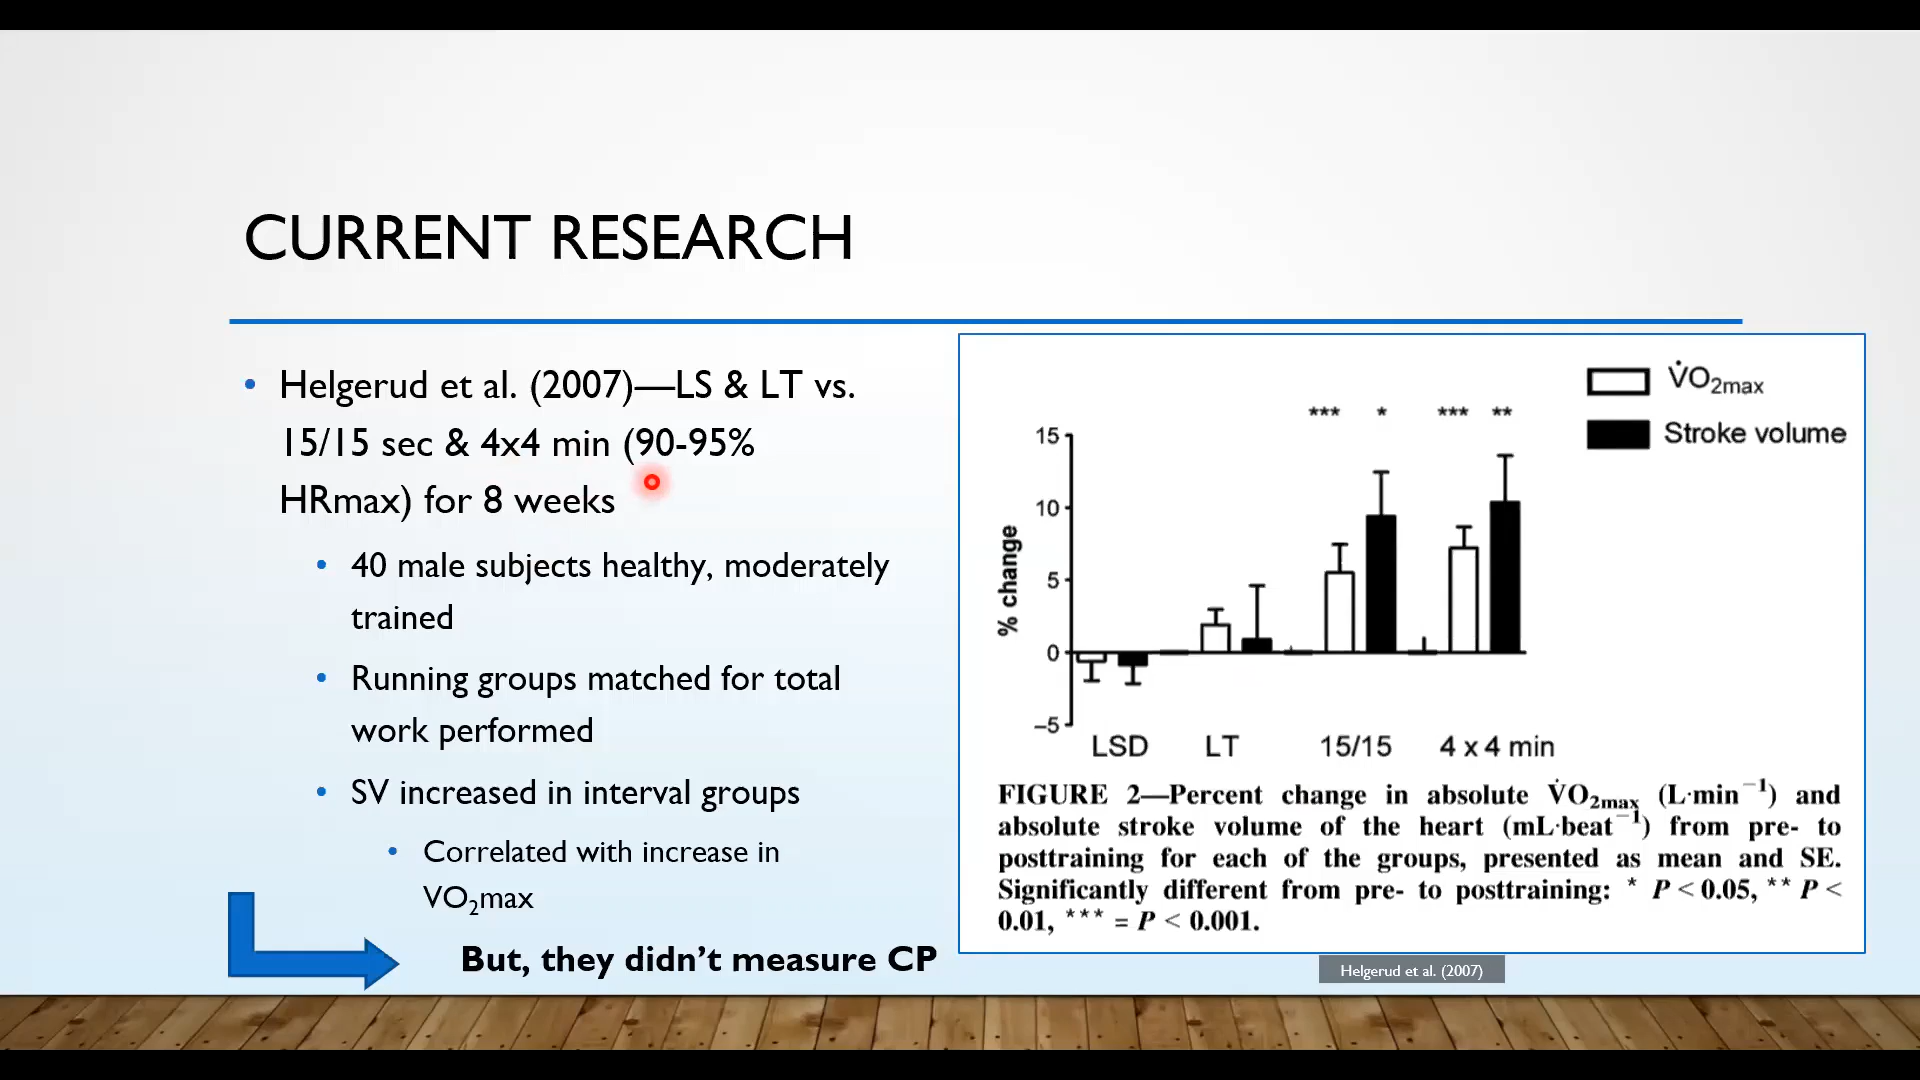 CURRENT RESEARCH
• Helgerud et al. (2007)—LS & LT vs.
15/15 sec & 4x4 min (90-95%
HRmax) for 8 weeks
• 40 male subjects healthy, moderately
trained
• Running groups matched for total
work performed
• SV increased in interval groups
• Correlated with increase in
VO₂max
But, they didn’t measure CP
V̇O₂max
Stroke volume
*** * *** **
15
10
5
0
–5
% change
LSD LT 15/15 4 x 4 min
FIGURE 2—Percent change in absolute V̇O₂max (L·min⁻¹) and
absolute stroke volume of the heart (mL·beat⁻¹) from pre- to
posttraining for each of the groups, presented as mean and SE.
Significantly different from pre- to posttraining: * P < 0.05, ** P <
0.01, *** = P < 0.001.
Helgerud et al. (2007)